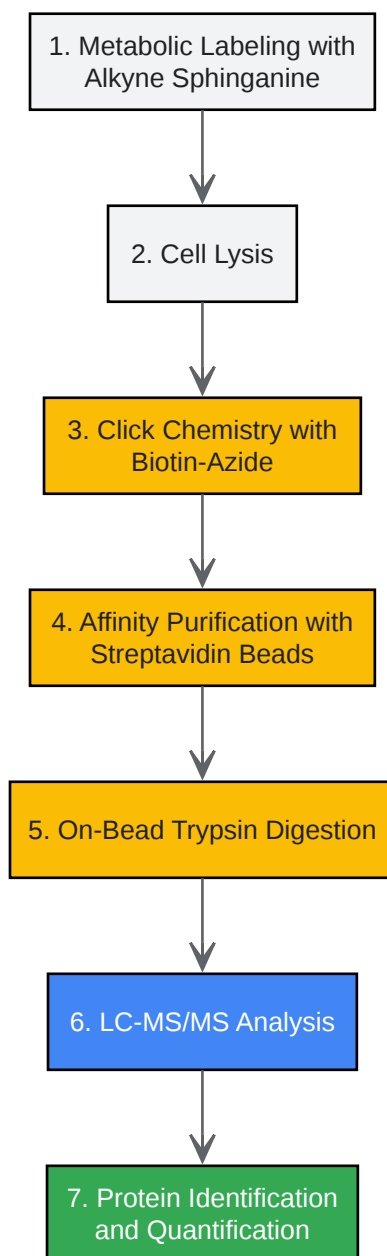 1. Metabolic Labeling with
Alkyne Sphinganine
2. Cell Lysis
3. Click Chemistry with
Biotin-Azide
4. Affinity Purification with
Streptavidin Beads
5. On-Bead Trypsin Digestion
6. LC-MS/MS Analysis
7. Protein Identification
and Quantification